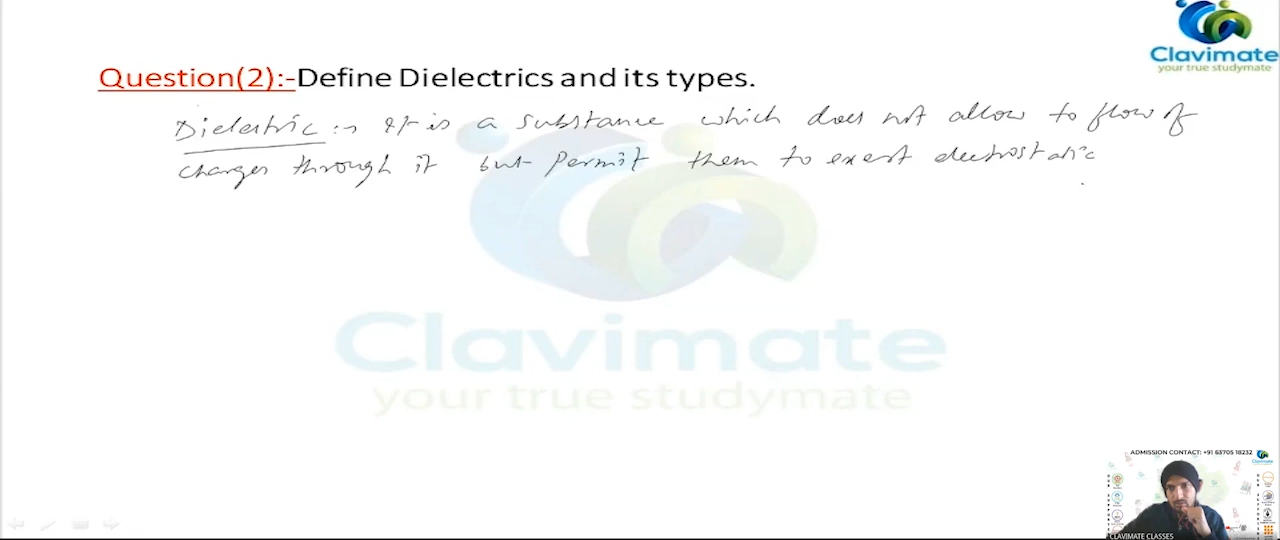 Clavimate
your true studymate
Question(2):-Define Dielectrics and its types.
Dielectric :- It is a substance which does not allow to flow of
charges through it but permit them to exert electrostatic
Clavimate
your true studymate
ADMISSION CONTACT: +91 63705 18232
Clavimate
CLAVIMATE CLASSES